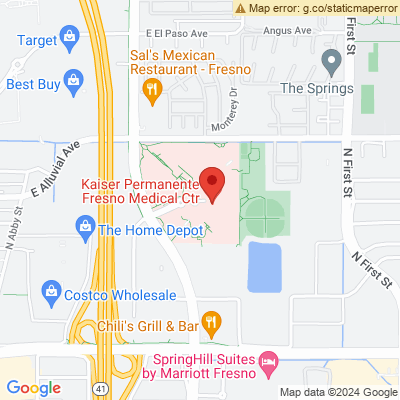 Map error: g.co/staticmaperror
E El Paso Ave
Angus Ave
First St
Target
Sal's Mexican
Restaurant - Fresno
Best Buy
Monterey Dr
The Springs
E Alluvial Ave
N First St
Kaiser Permanente
Fresno Medical Ctr
N Abby St
The Home Depot
N First St
Costco Wholesale
Chili's Grill & Bar
SpringHill Suites
by Marriott Fresno
41
Google
Map data ©2024 Google